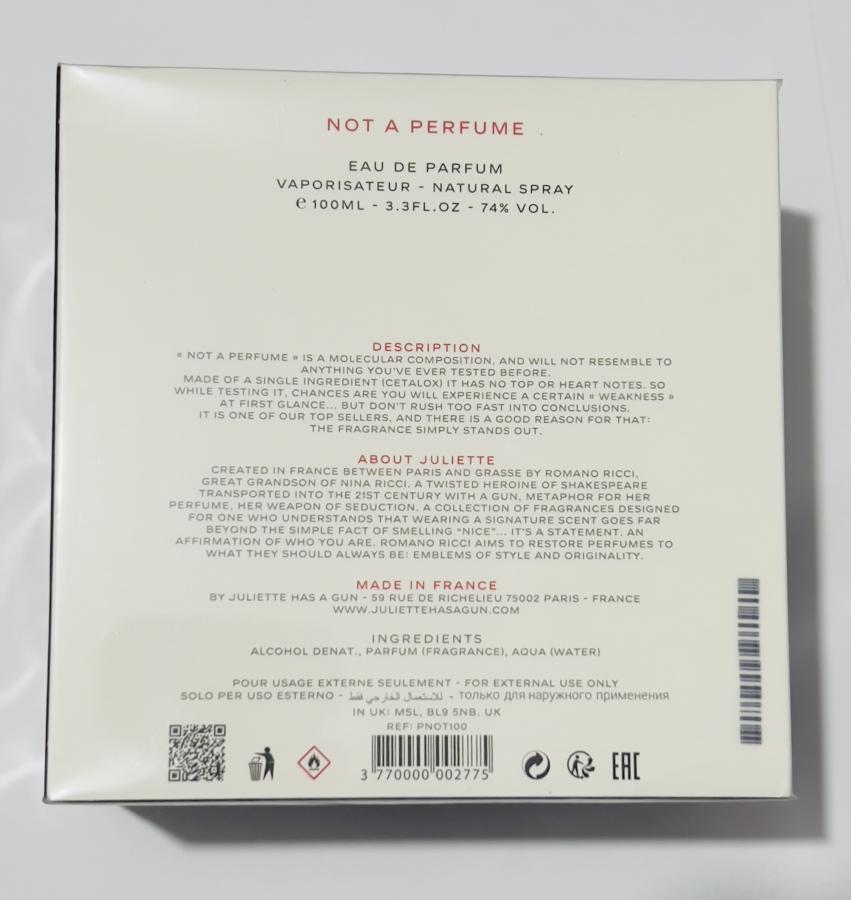 NOT A PERFUME
EAU DE PARFUM
VAPORISATEUR - NATURAL SPRAY
℮ 100ML - 3.3FL.OZ - 74% VOL.
DESCRIPTION
« NOT A PERFUME » IS A MOLECULAR COMPOSITION, AND WILL NOT RESEMBLE TO
ANYTHING YOU'VE EVER TESTED BEFORE.
MADE OF A SINGLE INGREDIENT (CETALOX) IT HAS NO TOP OR HEART NOTES. SO
WHILE TESTING IT, CHANCES ARE YOU WILL EXPERIENCE A CERTAIN « WEAKNESS »
AT FIRST GLANCE... BUT DON'T RUSH TOO FAST INTO CONCLUSIONS.
IT IS ONE OF OUR TOP SELLERS, AND THERE IS A GOOD REASON FOR THAT:
THE FRAGRANCE SIMPLY STANDS OUT.
ABOUT JULIETTE
CREATED IN FRANCE BETWEEN PARIS AND GRASSE BY ROMANO RICCI,
GREAT GRANDSON OF NINA RICCI. A TWISTED HEROINE OF SHAKESPEARE
TRANSPORTED INTO THE 21ST CENTURY WITH A GUN, METAPHOR FOR HER
PERFUME, HER WEAPON OF SEDUCTION. A COLLECTION OF FRAGRANCES DESIGNED
FOR ONE WHO UNDERSTANDS THAT WEARING A SIGNATURE SCENT GOES FAR
BEYOND THE SIMPLE FACT OF SMELLING "NICE"... IT'S A STATEMENT. AN
AFFIRMATION OF WHO YOU ARE. ROMANO RICCI AIMS TO RESTORE PERFUMES TO
WHAT THEY SHOULD ALWAYS BE: EMBLEMS OF STYLE AND ORIGINALITY.
MADE IN FRANCE
BY JULIETTE HAS A GUN - 59 RUE DE RICHELIEU 75002 PARIS - FRANCE
WWW.JULIETTEHASAGUN.COM
INGREDIENTS
ALCOHOL DENAT., PARFUM (FRAGRANCE), AQUA (WATER)
POUR USAGE EXTERNE SEULEMENT - FOR EXTERNAL USE ONLY
SOLO PER USO ESTERNO - للاستعمال الخارجي فقط - только для наружного применения
IN UK: MSL, BL9 5NB. UK
REF: PNOT100
3 770000 002775
EAC